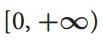 [0, +∞)